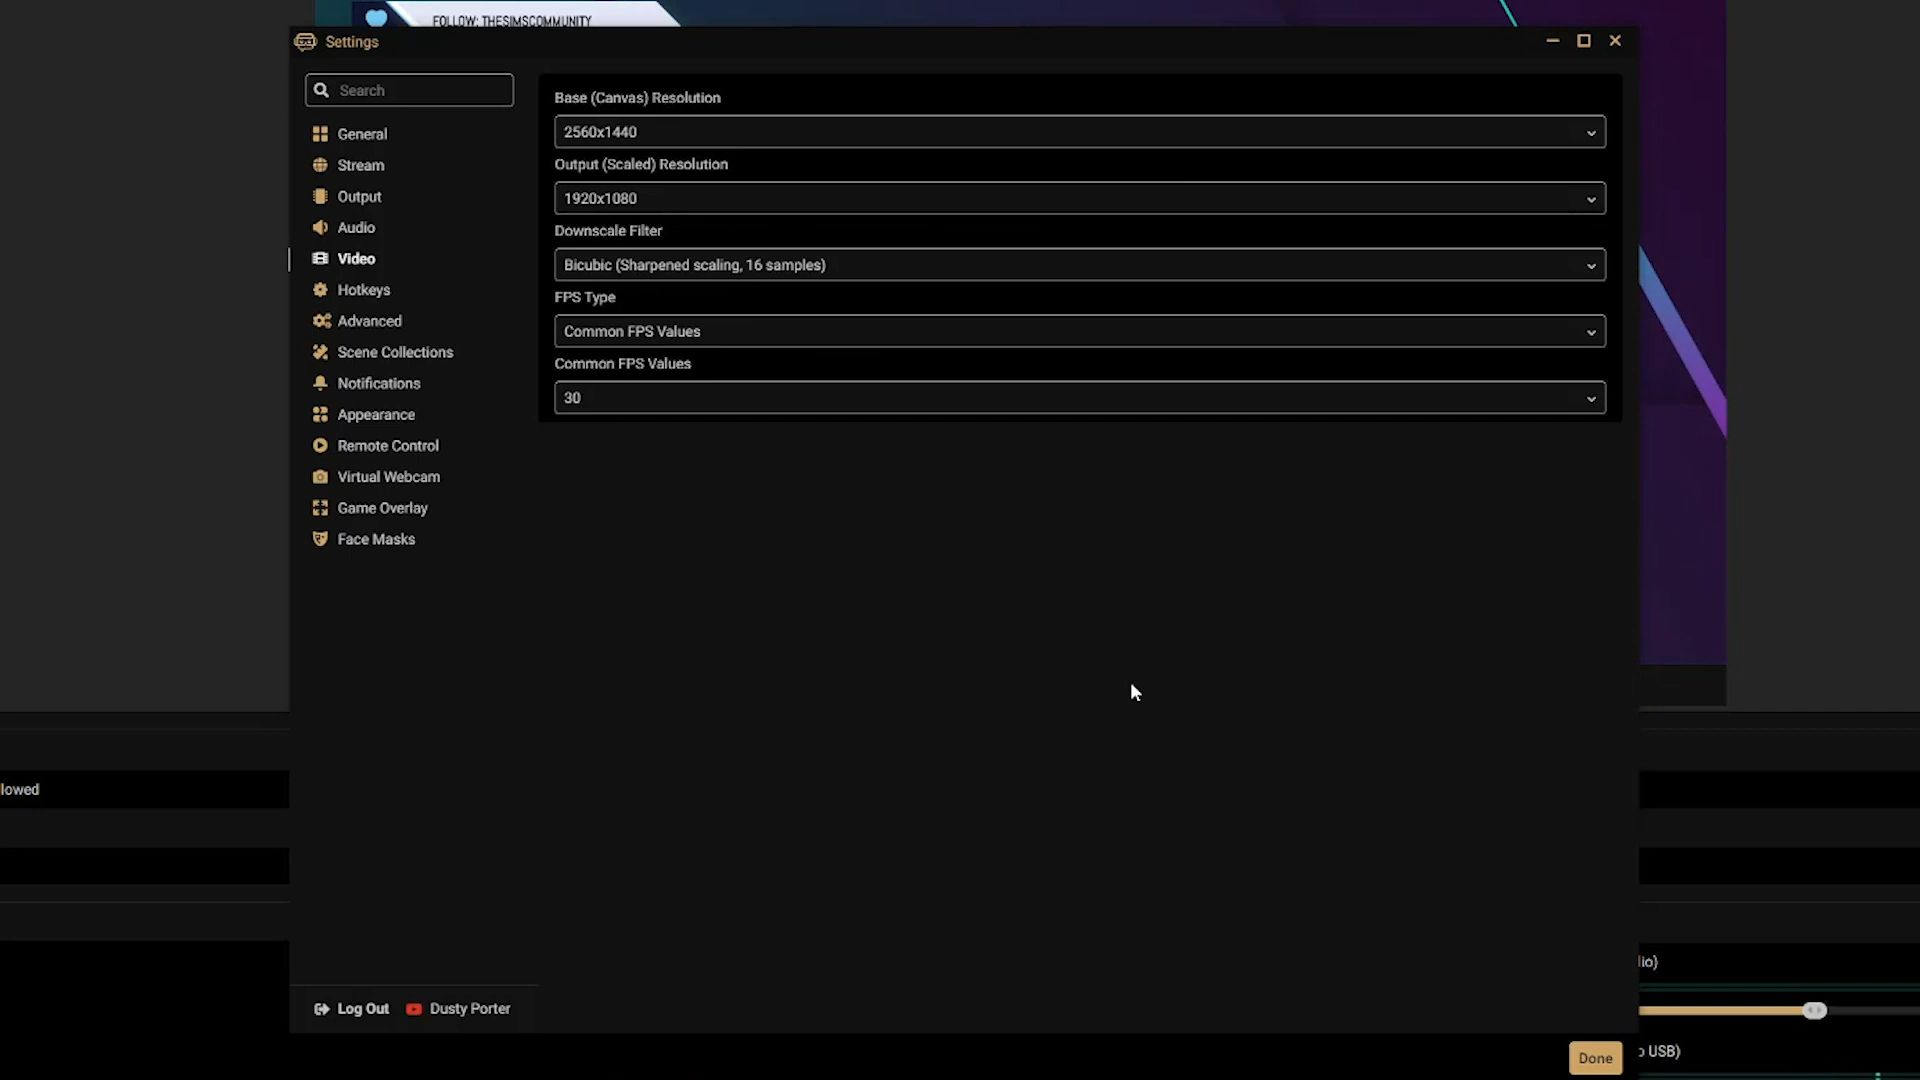 FOLLOW: THESIMSCOMMUNITY
Settings
Search
General
Stream
Output
Audio
Video
Hotkeys
Advanced
Scene Collections
Notifications
Appearance
Remote Control
Virtual Webcam
Game Overlay
Face Masks
Base (Canvas) Resolution
2560x1440
Output (Scaled) Resolution
1920x1080
Downscale Filter
Bicubic (Sharpened scaling, 16 samples)
FPS Type
Common FPS Values
Common FPS Values
30
lowed
lio)
Log Out Dusty Porter
o USB)
Done